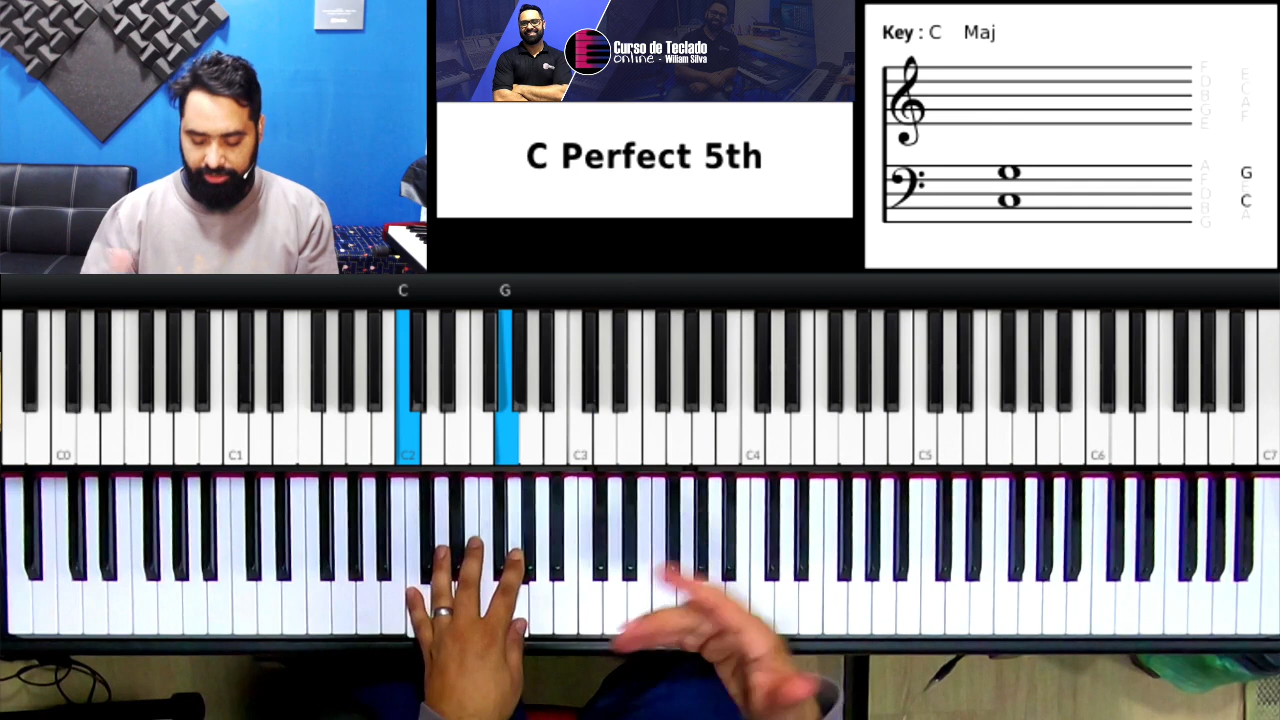 Curso de Teclado
online - Wiliam Silva
C Perfect 5th
Key : C Maj
F
D
B
G
E
E
C
A
F
A
F
D
B
G
G
E
C
A
C G
C0 C1 C2 C3 C4 C5 C6 C7